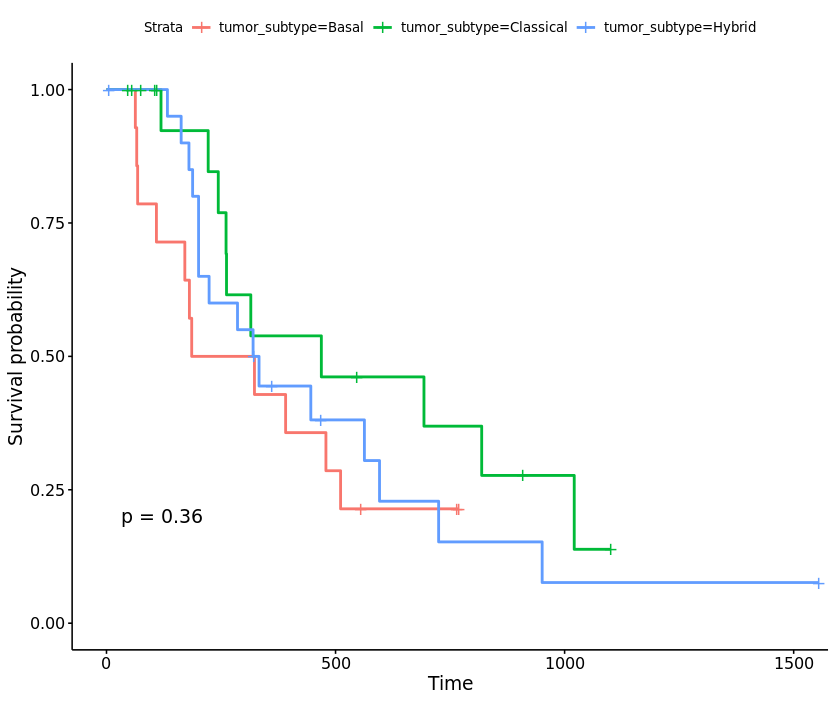 Strata tumor_subtype=Basal tumor_subtype=Classical tumor_subtype=Hybrid
1.00
0.75
0.50
0.25
0.00
Survival probability
p = 0.36
0 500 1000 1500
Time